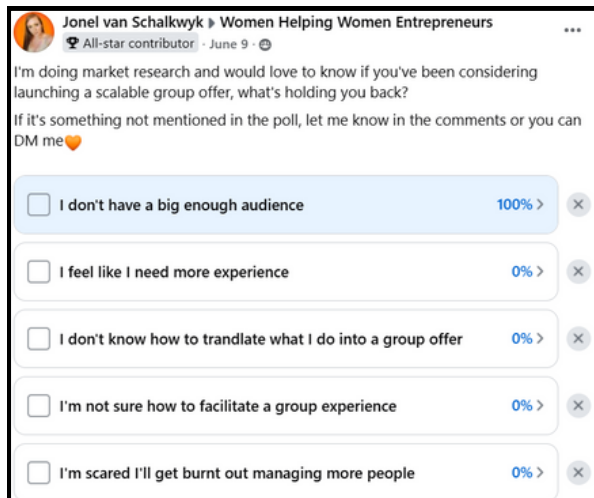 Jonel van Schalkwyk ▸ Women Helping Women Entrepreneurs
All-star contributor · June 9 ·
I'm doing market research and would love to know if you've been considering
launching a scalable group offer, what's holding you back?
If it's something not mentioned in the poll, let me know in the comments or you can
DM me🧡
I don't have a big enough audience 100% >
I feel like I need more experience 0% >
I don't know how to trandlate what I do into a group offer 0% >
I'm not sure how to facilitate a group experience 0% >
I'm scared I'll get burnt out managing more people 0% >